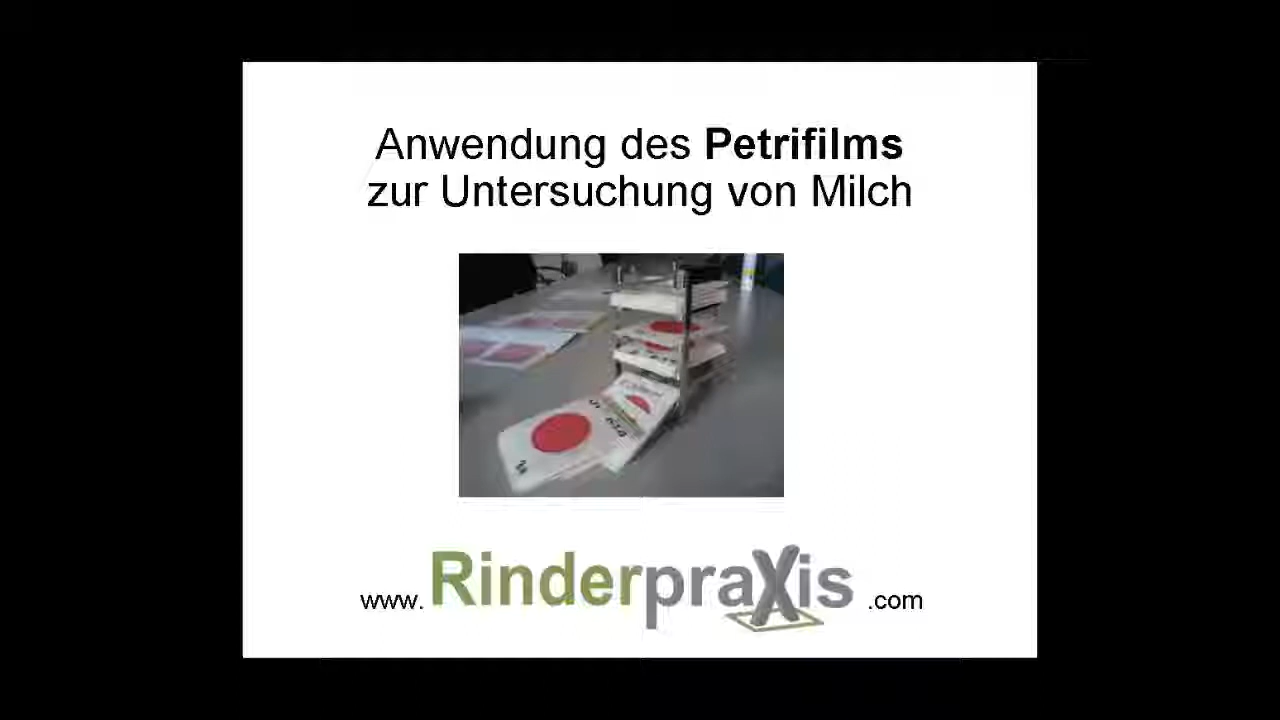 Anwendung des Petrifilms
zur Untersuchung von Milch
www.Rinderpraxis.com